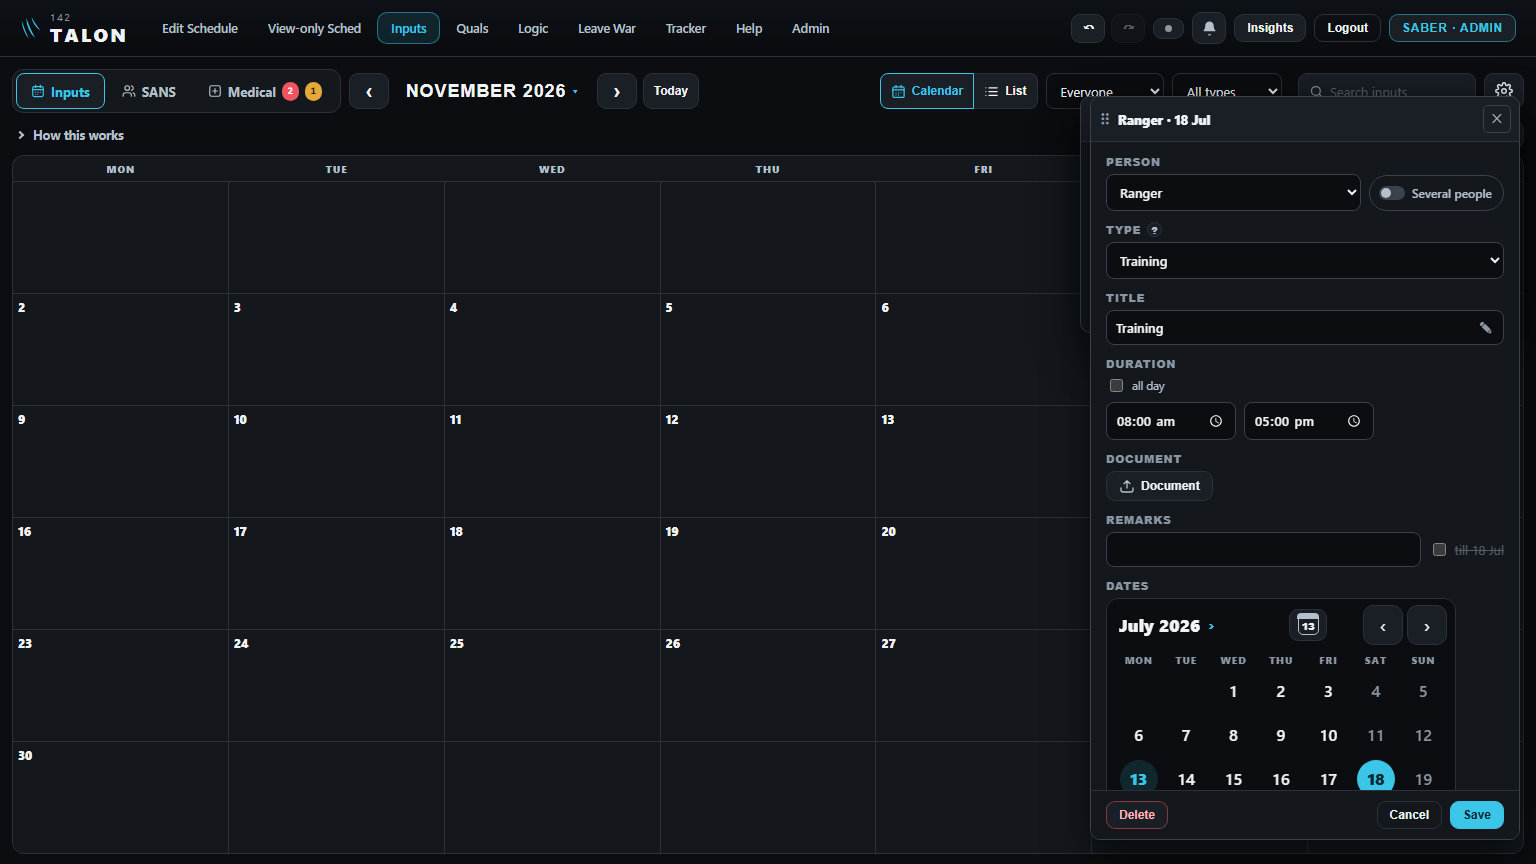 142
TALON
Edit Schedule
View-only Sched
Inputs
Quals
Logic
Leave War
Tracker
Help
Admin
Insights
Logout
SABER · ADMIN
Inputs
SANS
Medical 2 1
‹
NOVEMBER 2026
›
Today
Calendar
List
Everyone
All types
Search inputs
How this works
MON TUE WED THU FRI
2 3 4 5 6
9 10 11 12 13
16 17 18 19 20
23 24 25 26 27
30
Ranger · 18 Jul
PERSON
Ranger
Several people
TYPE ?
Training
TITLE
Training
DURATION
all day
08:00 am 05:00 pm
DOCUMENT
Document
REMARKS
till 18 Jul
DATES
July 2026 ›
13
‹ ›
MON TUE WED THU FRI SAT SUN
1 2 3 4 5
6 7 8 9 10 11 12
13 14 15 16 17 18 19
Delete
Cancel
Save